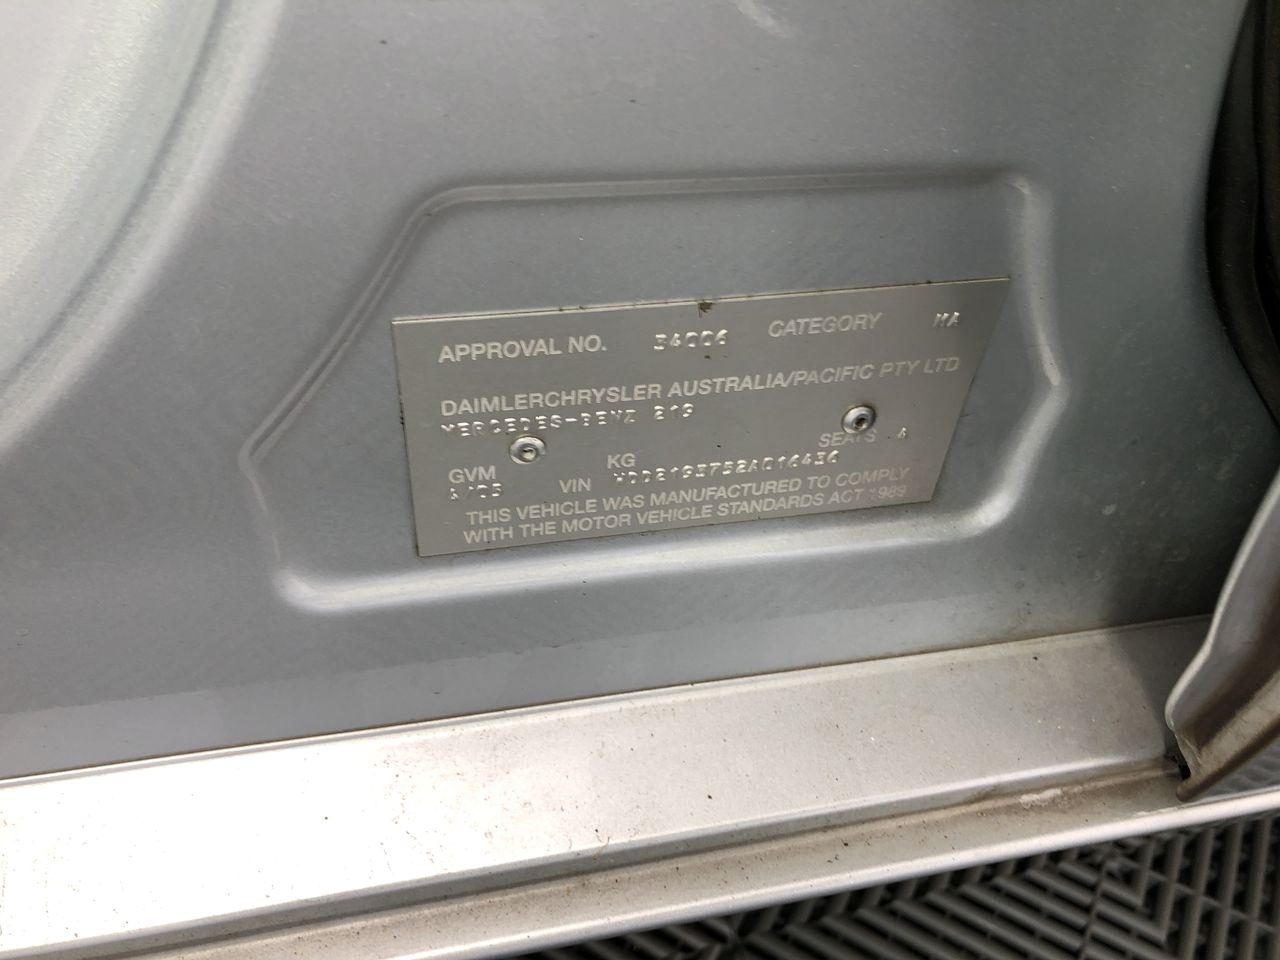 APPROVAL NO. 34006 CATEGORY MA
DAIMLERCHRYSLER AUSTRALIA/PACIFIC PTY LTD
MERCEDES-BENZ 219
SEATS 4
GVM KG
VIN WDD2193752A016436
THIS VEHICLE WAS MANUFACTURED TO COMPLY
WITH THE MOTOR VEHICLE STANDARDS ACT 1989